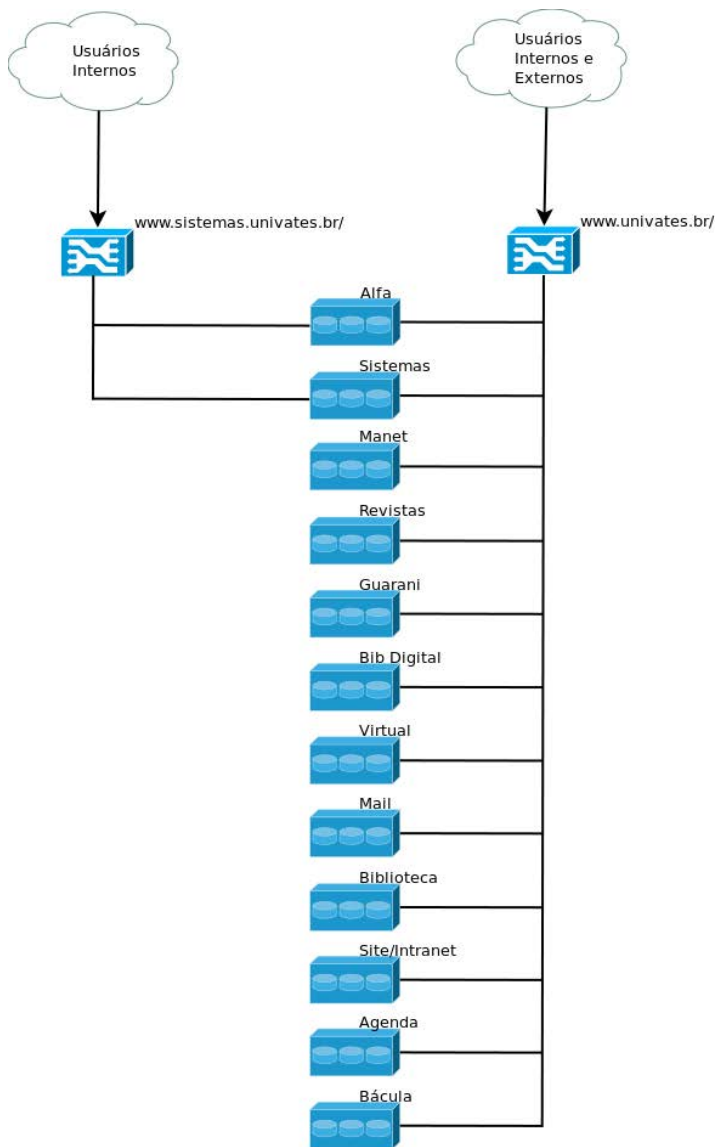 Usuários
Internos
Usuários
Internos e
Externos
www.sistemas.univates.br/
www.univates.br/
Alfa
Sistemas
Manet
Revistas
Guarani
Bib Digital
Virtual
Mail
Biblioteca
Site/Intranet
Agenda
Bácula